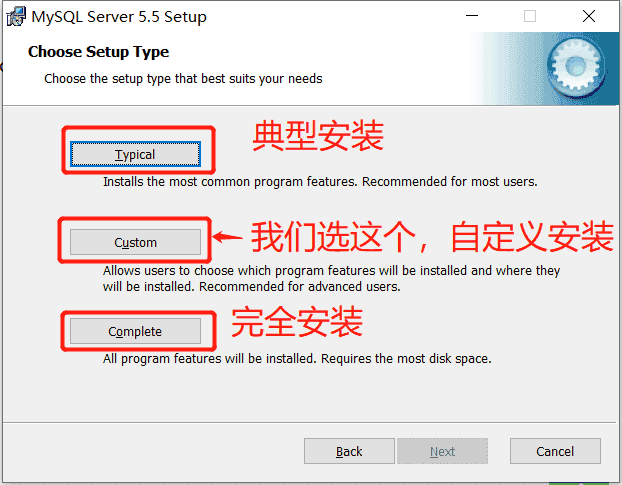 MySQL Server 5.5 Setup
Choose Setup Type
Choose the setup type that best suits your needs
典型安装
Typical
Installs the most common program features. Recommended for most users.
Custom
我们选这个，自定义安装
Allows users to choose which program features will be installed and where they
will be installed. Recommended for advanced users.
Complete
完全安装
All program features will be installed. Requires the most disk space.
Back
Next
Cancel